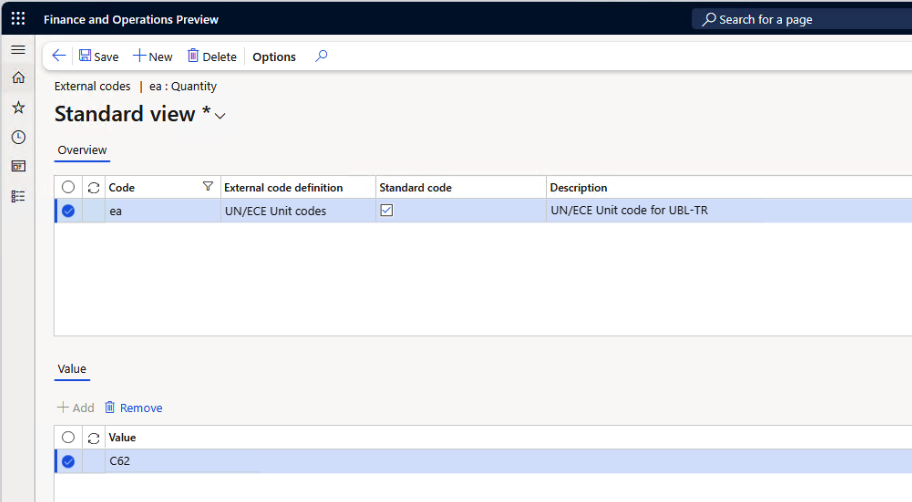 Finance and Operations Preview
Search for a page
Save New Delete Options
External codes | ea : Quantity
Standard view *
Overview
Code External code definition Standard code Description
ea UN/ECE Unit codes UN/ECE Unit code for UBL-TR
Value
Add Remove
Value
C62